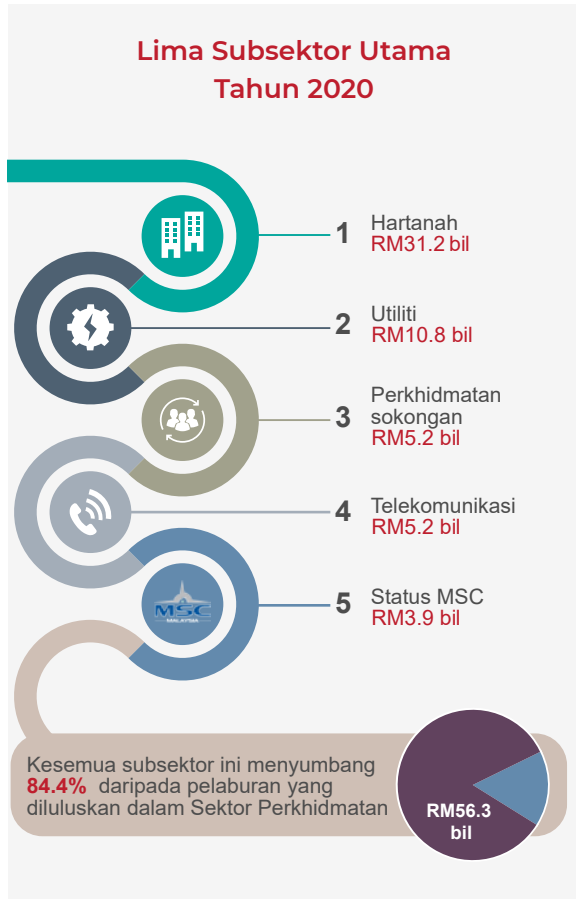 Lima Subsektor Utama
Tahun 2020
1
Hartanah
RM31.2 bil
2
Utiliti
RM10.8 bil
3
Perkhidmatan
sokongan
RM5.2 bil
4
Telekomunikasi
RM5.2 bil
MSC
MALAYSIA
5
Status MSC
RM3.9 bil
Kesemua subsektor ini menyumbang
84.4% daripada pelaburan yang
diluluskan dalam Sektor Perkhidmatan
RM56.3
bil